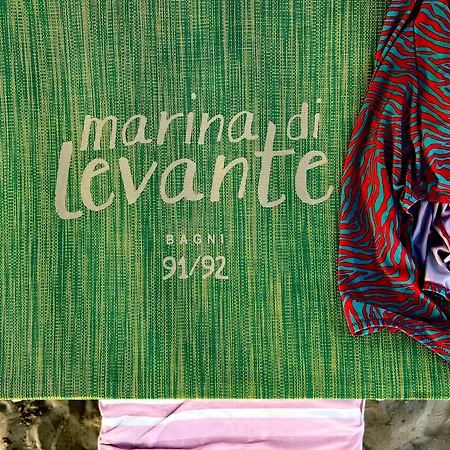 marina di
levante
BAGNI
91/92